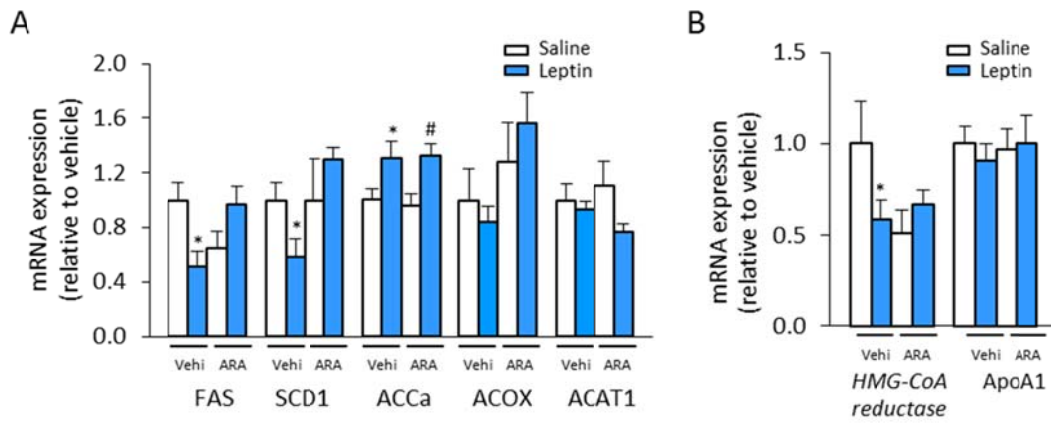 A
mRNA expression
(relative to vehicle)
2.0
1.6
1.2
0.8
0.4
0.0
Saline
Leptin
*
*
*
#
Vehi ARA Vehi ARA Vehi ARA Vehi ARA Vehi ARA
FAS SCD1 ACCa ACOX ACAT1
B
mRNA expression
(relative to vehicle)
1.5
1.0
0.5
0.0
Saline
Leptin
*
Vehi ARA Vehi ARA
HMG-CoA ApoA1
reductase